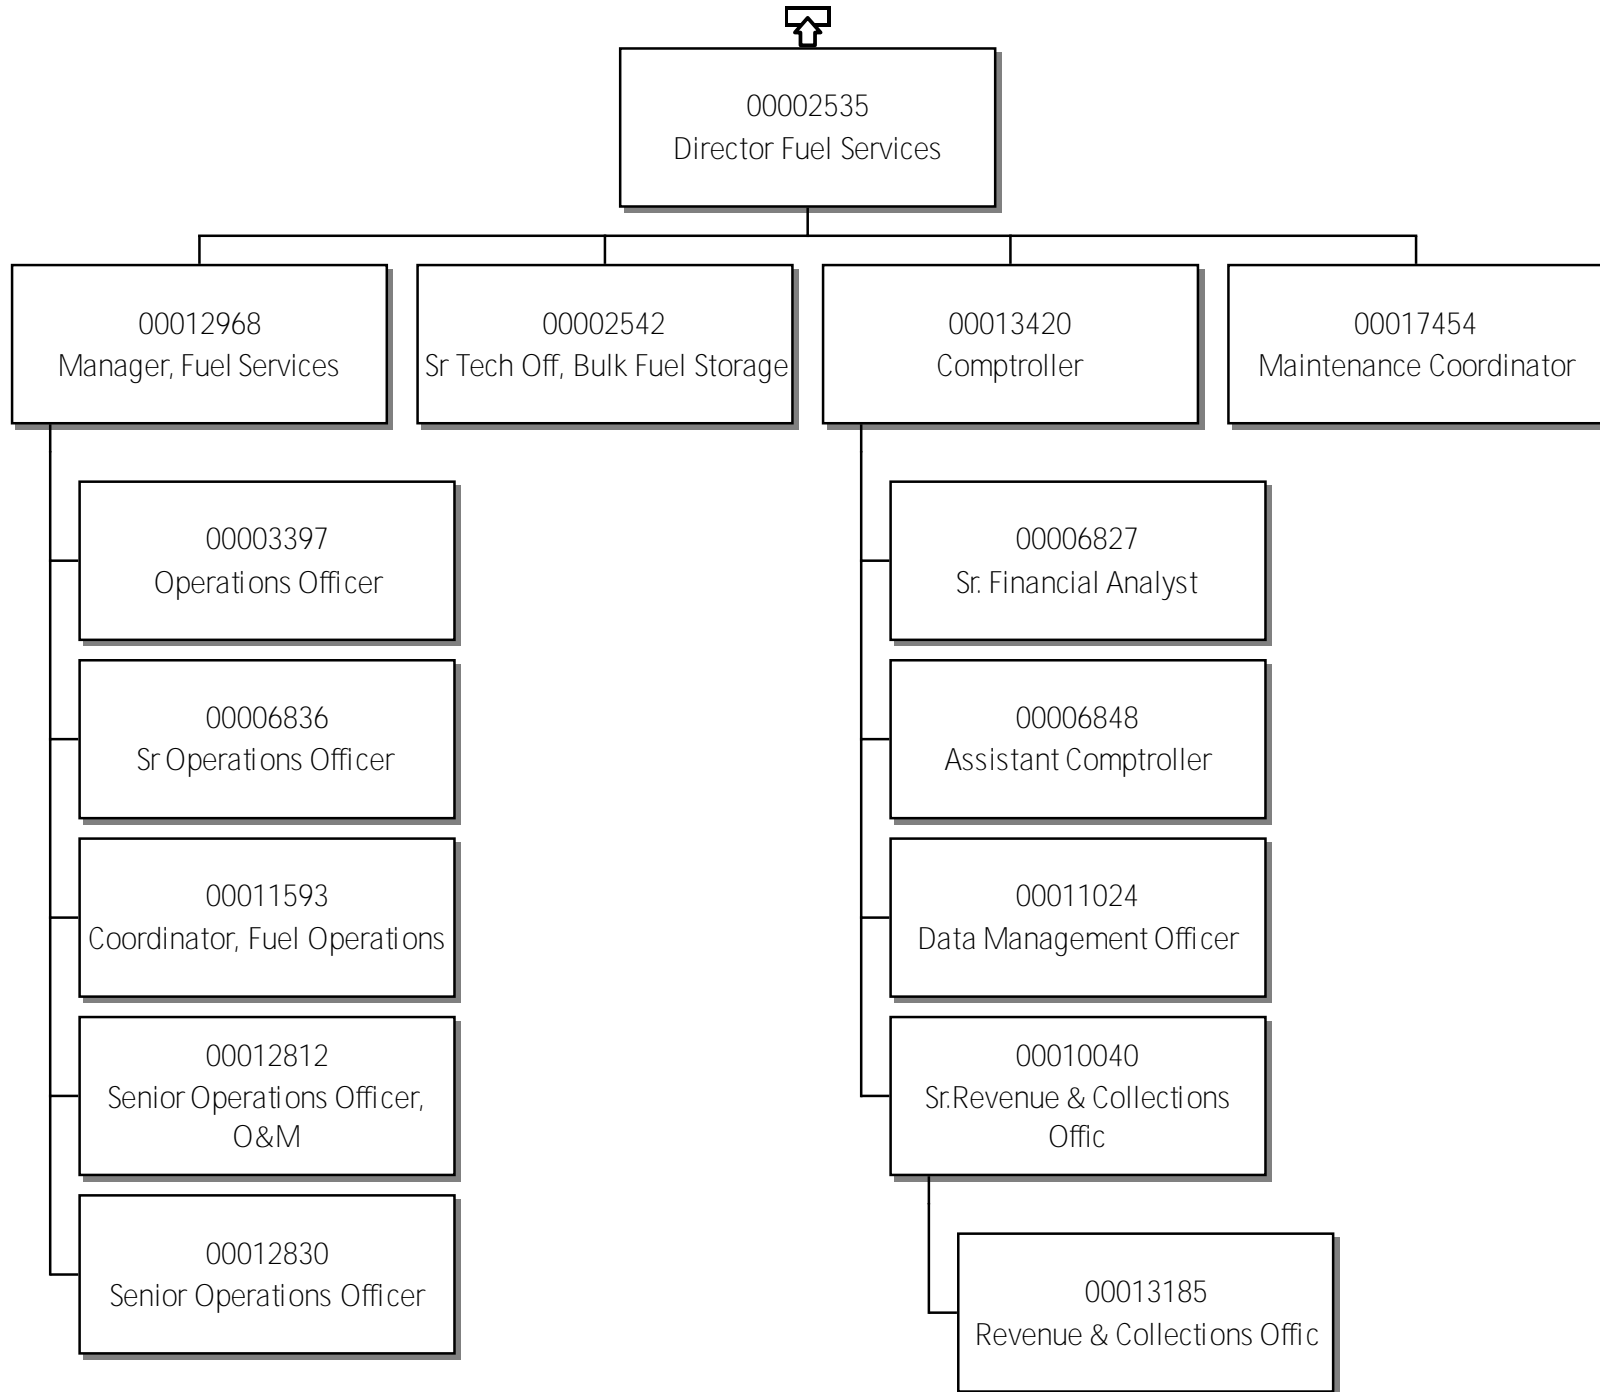 00002535
Director Fuel Services
00012968
Manager, Fuel Services
00002542
Sr Tech Off, Bulk Fuel Storage
00013420
Comptroller
00017454
Maintenance Coordinator
00003397
Operations Officer
00006836
Sr Operations Officer
00011593
Coordinator, Fuel Operations
00012812
Senior Operations Officer,
O&M
00012830
Senior Operations Officer
00006827
Sr. Financial Analyst
00006848
Assistant Comptroller
00011024
Data Management Officer
00010040
Sr.Revenue & Collections
Offic
00013185
Revenue & Collections Offic